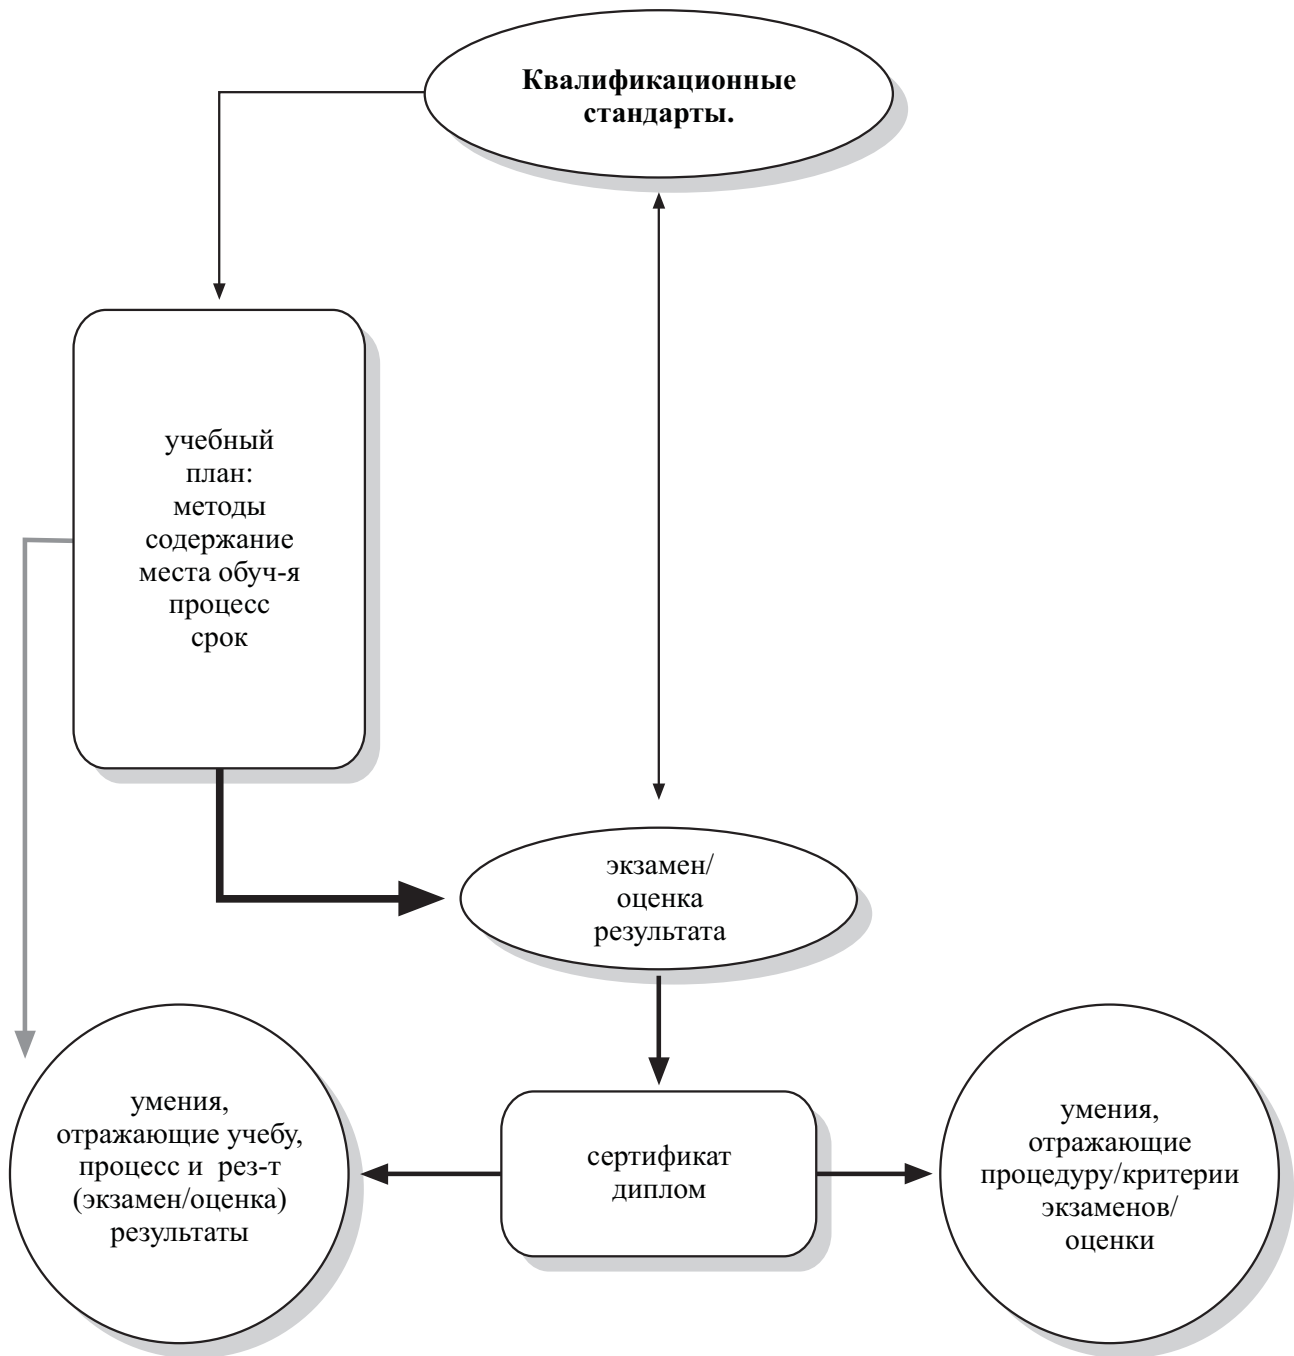 Квалификационные
стандарты.
учебный
план:
методы
содержание
места обуч-я
процесс
срок
экзамен/
оценка
результата
умения,
отражающие учебу,
процесс и рез-т
(экзамен/оценка)
результаты
сертификат
диплом
умения,
отражающие
процедуру/критерии
экзаменов/
оценки